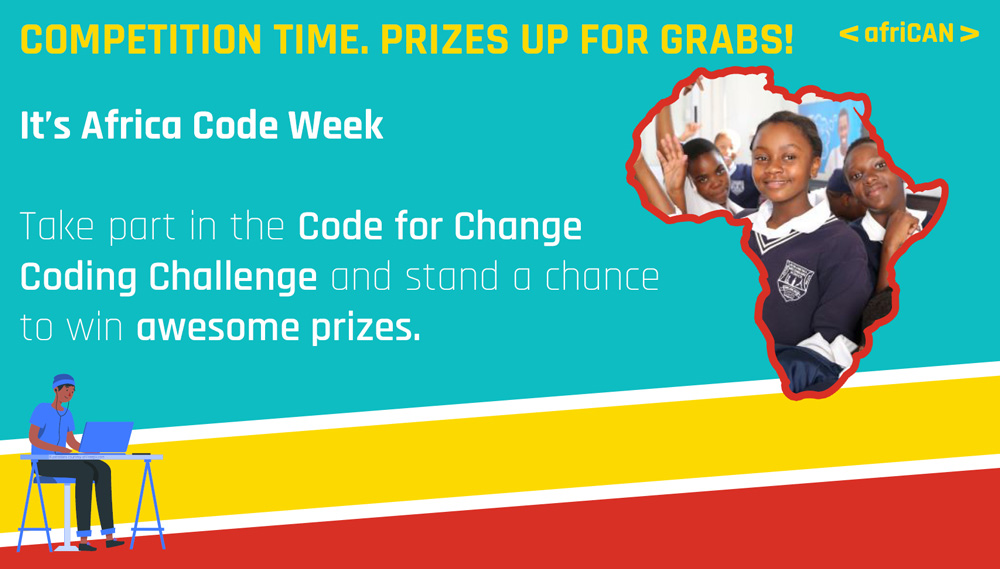 COMPETITION TIME. PRIZES UP FOR GRABS!
< afriCAN >
It's Africa Code Week
Take part in the Code for Change
Coding Challenge and stand a chance
to win awesome prizes.